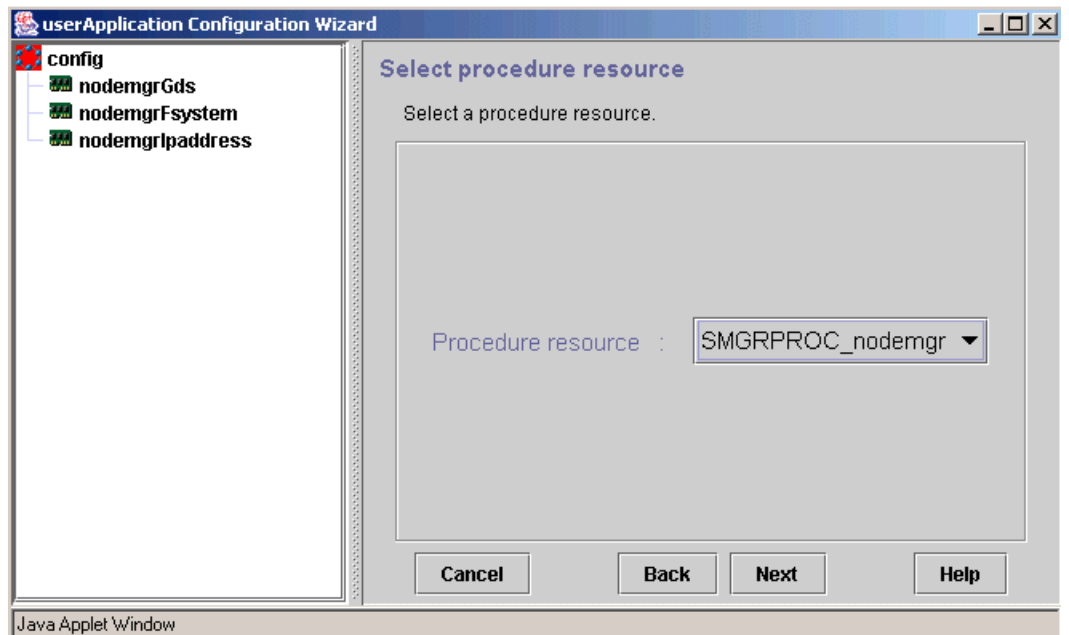 userApplication Configuration Wizard
config
nodemgrGds
nodemgrFsystem
nodemgrIpaddress
Select procedure resource
Select a procedure resource.
Procedure resource : SMGRPROC_nodemgr
Cancel Back Next Help
Java Applet Window